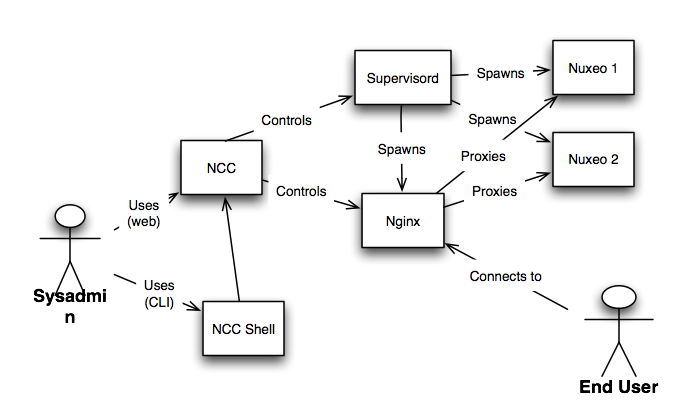 Supervisord
Spawns
Nuxeo 1
Controls
Spawns
Spawns
Proxies
Nuxeo 2
NCC
Controls
Proxies
Uses
(web)
Nginx
Sysadmi
n
Uses
(CLI)
Connects to
NCC Shell
End User